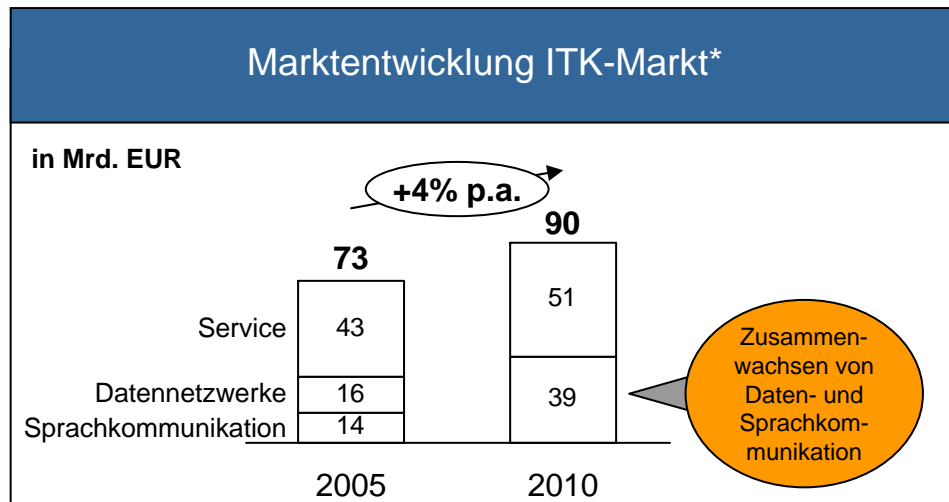 Marktentwicklung ITK-Markt*
in Mrd. EUR
+4% p.a.
73
90
Service
43
51
Datennetzwerke
16
39
Sprachkommunikation
14
Zusammen-
wachsen von
Daten- und
Sprachkom-
munikation
2005
2010